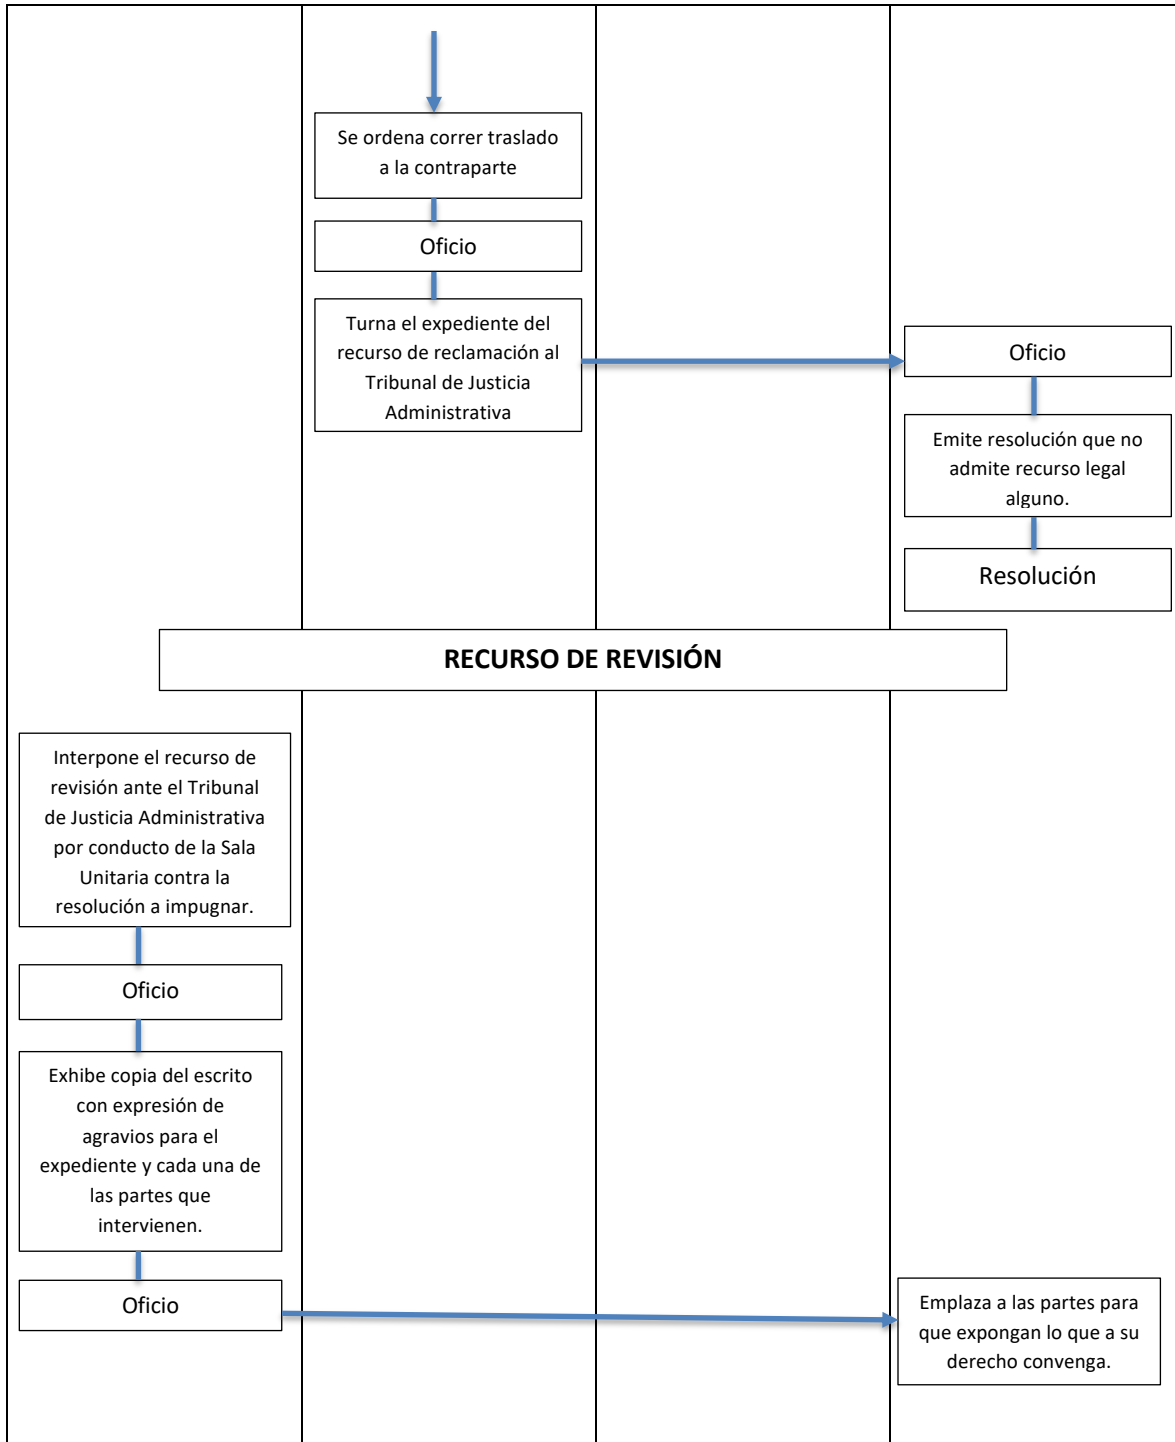 Se ordena correr traslado
a la contraparte
Oficio
Turna el expediente del
recurso de reclamación al
Tribunal de Justicia
Administrativa
Oficio
Emite resolución que no
admite recurso legal
alguno.
Resolución
RECURSO DE REVISIÓN
Interpone el recurso de
revisión ante el Tribunal
de Justicia Administrativa
por conducto de la Sala
Unitaria contra la
resolución a impugnar.
Oficio
Exhibe copia del escrito
con expresión de
agravios para el
expediente y cada una de
las partes que
intervienen.
Oficio
Emplaza a las partes para
que expongan lo que a su
derecho convenga.